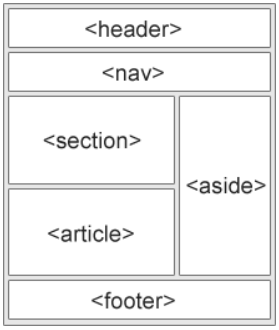 <header>
<nav>
<section>
<aside>
<article>
<footer>